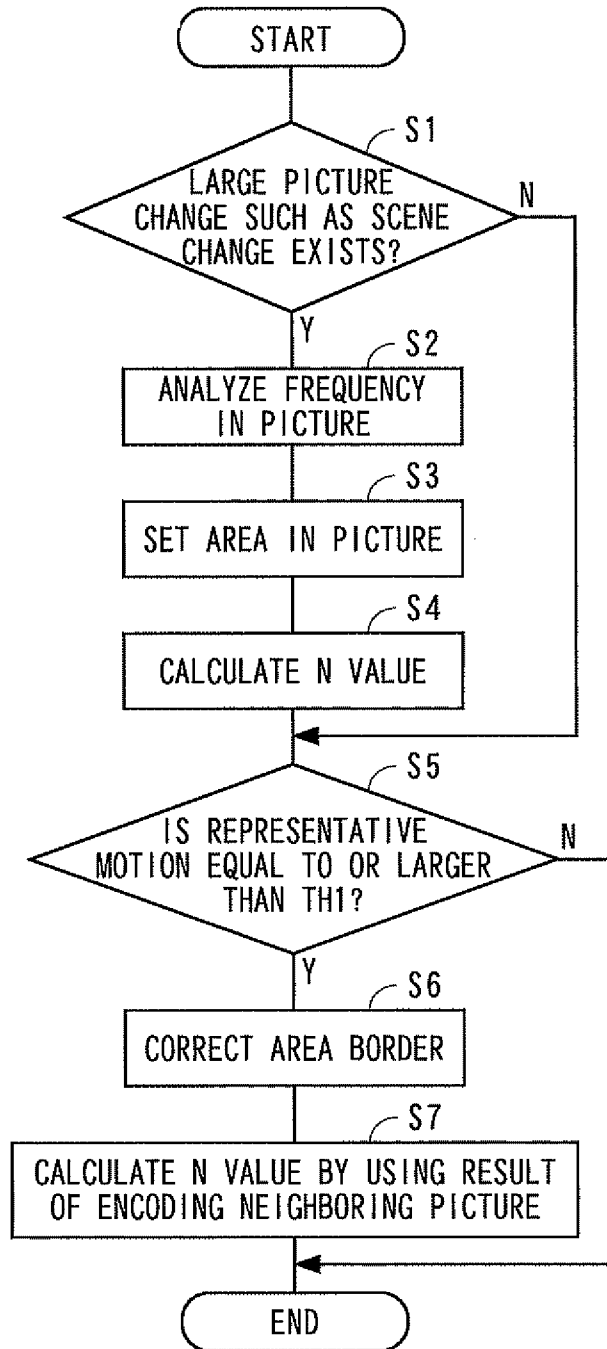 START
S1
LARGE PICTURE
CHANGE SUCH AS SCENE
CHANGE EXISTS?
N
Y
S2
ANALYZE FREQUENCY
IN PICTURE
S3
SET AREA IN PICTURE
S4
CALCULATE N VALUE
S5
IS REPRESENTATIVE
MOTION EQUAL TO OR LARGER
THAN TH1?
N
Y
S6
CORRECT AREA BORDER
S7
CALCULATE N VALUE BY USING RESULT
OF ENCODING NEIGHBORING PICTURE
END